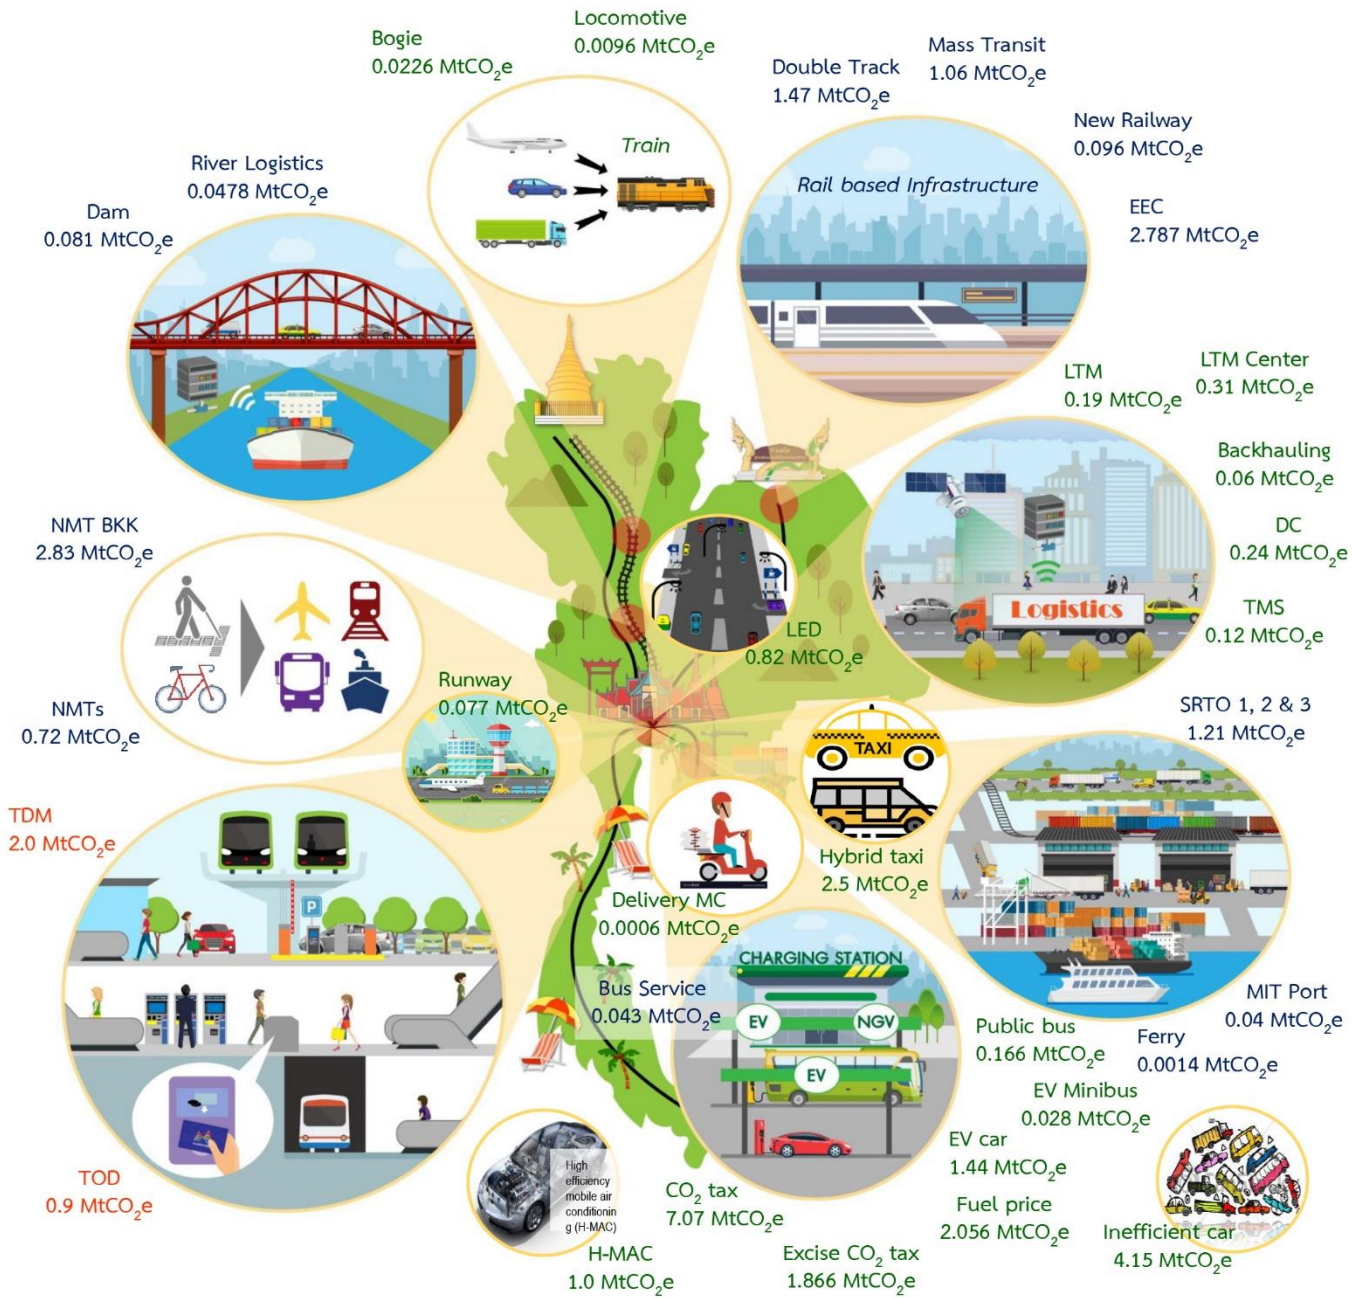 Locomotive
0.0096 MtCO₂e
Bogie
0.0226 MtCO₂e
Mass Transit
1.06 MtCO₂e
Double Track
1.47 MtCO₂e
New Railway
0.096 MtCO₂e
Train
Rail based Infrastructure
River Logistics
0.0478 MtCO₂e
Dam
0.081 MtCO₂e
EEC
2.787 MtCO₂e
LTM Center
0.31 MtCO₂e
LTM
0.19 MtCO₂e
Backhauling
0.06 MtCO₂e
DC
0.24 MtCO₂e
TMS
0.12 MtCO₂e
Logistics
NMT BKK
2.83 MtCO₂e
NMTs
0.72 MtCO₂e
LED
0.82 MtCO₂e
Runway
0.077 MtCO₂e
SRTO 1, 2 & 3
1.21 MtCO₂e
TAXI
Hybrid taxi
2.5 MtCO₂e
TDM
2.0 MtCO₂e
P
Delivery MC
0.0006 MtCO₂e
CHARGING STATION
EV
NGV
EV
Bus Service
0.043 MtCO₂e
MIT Port
0.04 MtCO₂e
Public bus
0.166 MtCO₂e
Ferry
0.0014 MtCO₂e
EV Minibus
0.028 MtCO₂e
EV car
1.44 MtCO₂e
TOD
0.9 MtCO₂e
High
efficiency
mobile air
conditionin
g (H-MAC)
CO₂ tax
7.07 MtCO₂e
Fuel price
2.056 MtCO₂e
Inefficient car
4.15 MtCO₂e
H-MAC
1.0 MtCO₂e
Excise CO₂ tax
1.866 MtCO₂e